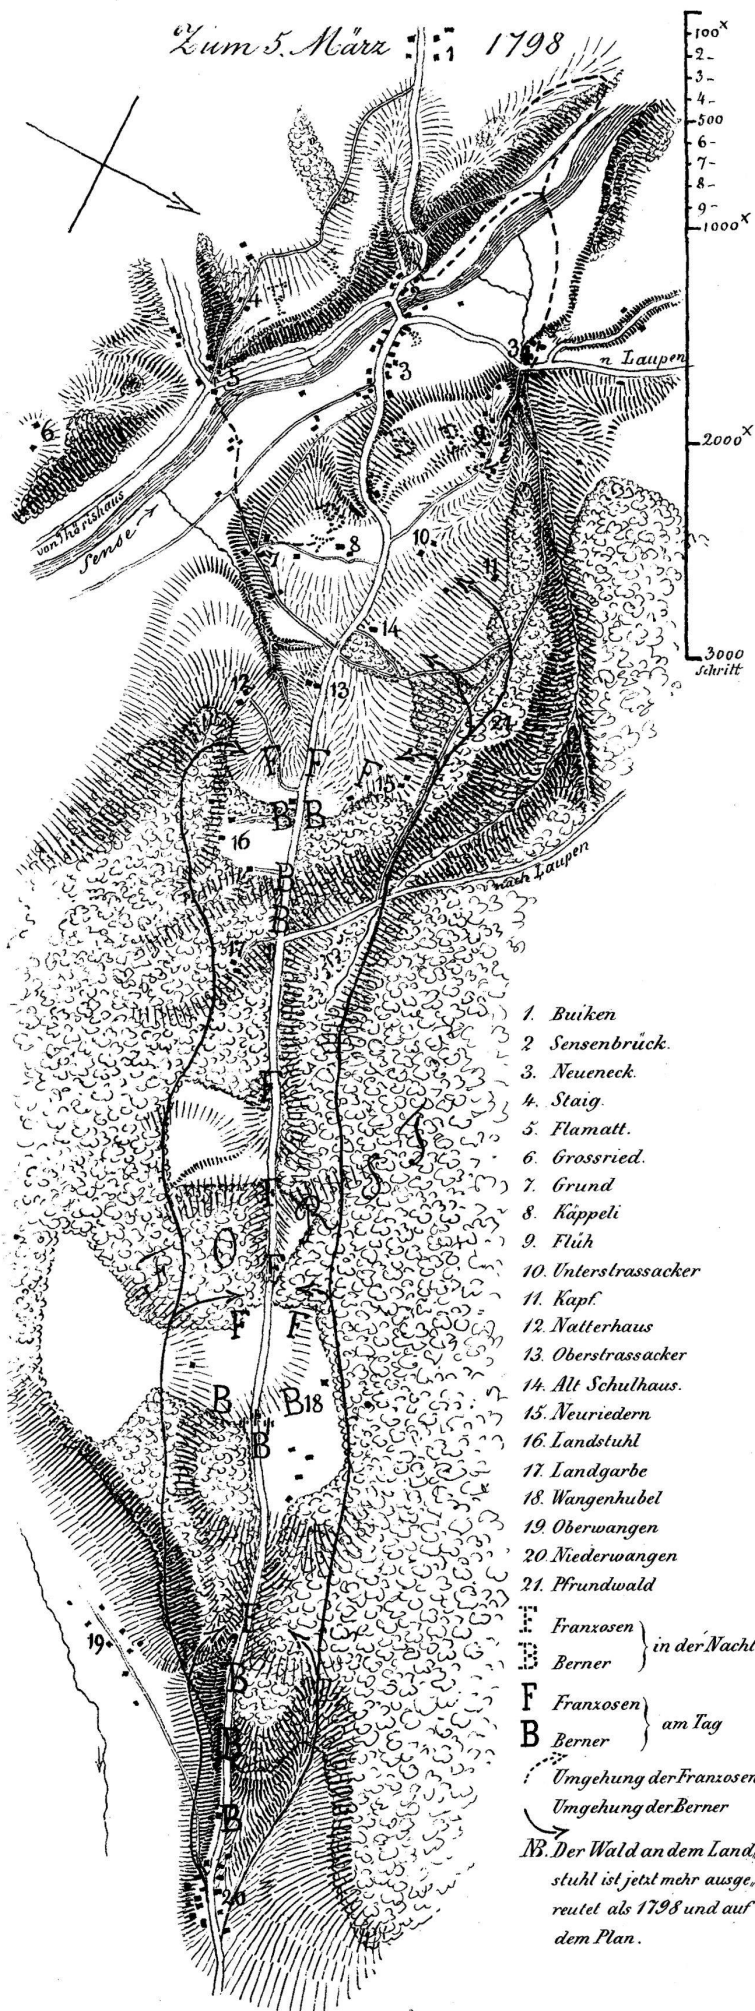 Zum 5. März 1798
100x
2-
3-
4-
500
6-
7-
8-
9-
1000x
2000x
3000
Schritt
1
4
2
5
3
3
n Laupen
6
9
von Thörishaus
Sense
7
8
10
11
14
12
13
21
F F F
15
B B
16
B
B
nach Laupen
17
F
F
F O R S T
F
F F
B B 18
B
F
19
B
B
B
20
1. Buiken
2 Sensenbrück.
3. Neueneck.
4. Staig.
5. Flamatt.
6. Grossried.
7. Grund
8. Käppeli
9. Flüh
10. Unterstrassacker
11. Kapf
12. Natterhaus
13. Oberstrassacker
14. Alt Schulhaus.
15. Neuriedern
16. Landstuhl
17. Landgarbe
18. Wangenhubel
19. Oberwangen
20. Niederwangen
21. Pfrundwald
F Franzosen
B Berner
in der Nacht
F Franzosen
B Berner
am Tag
Umgehung der Franzosen
Umgehung der Berner
NB. Der Wald an dem Land„
stuhl ist jetzt mehr ausge„
reutet als 1798 und auf
dem Plan.